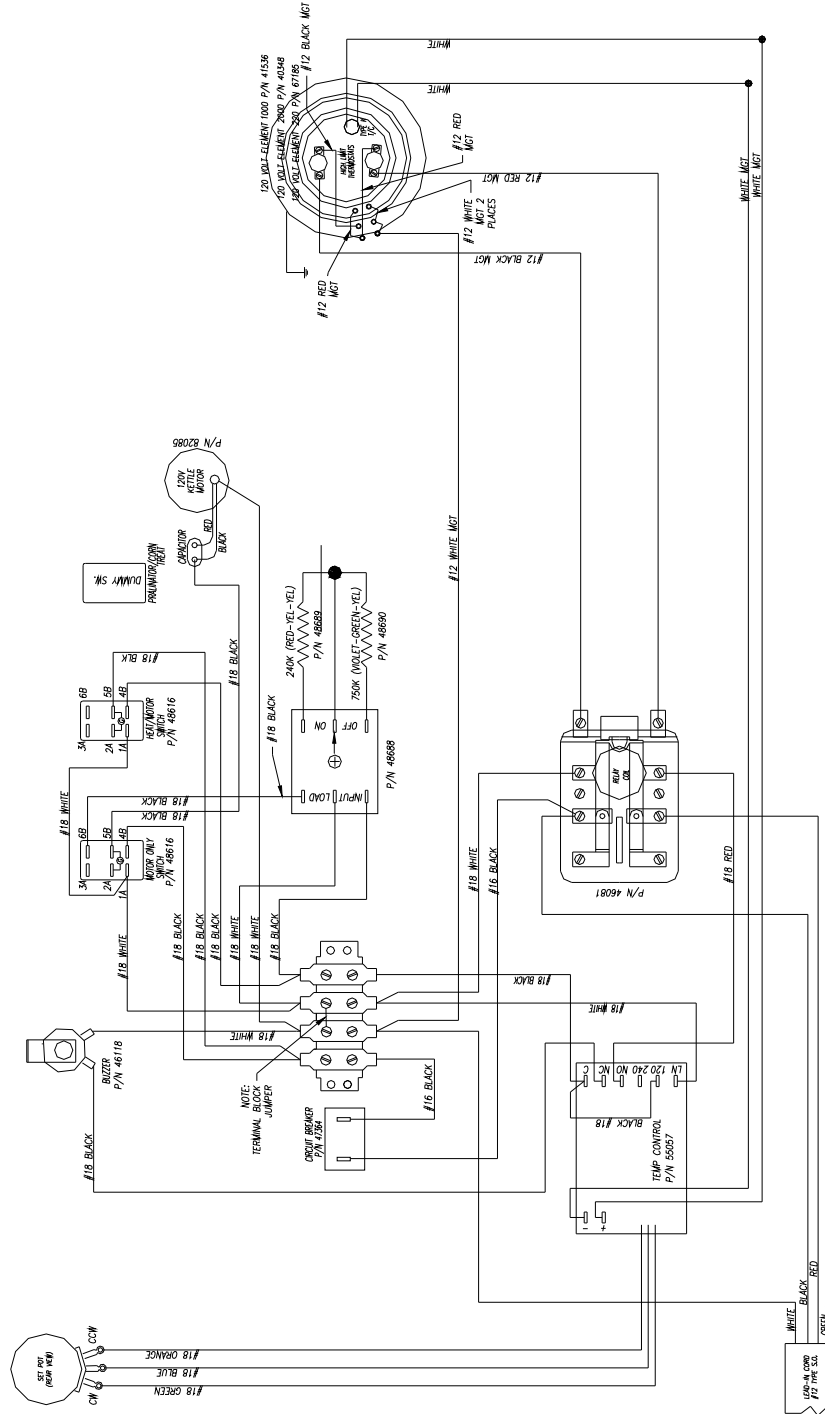 120 VOLT ELEMENT 1000 P/N 41536
120 VOLT ELEMENT 2000 P/N 40348
120 VOLT ELEMENT 230 P/N 67185
#12 BLACK MGT
WHITE
WHITE
TYPE
T/C
HIGH LIMIT
THERMOSTATS
#12 RED
MGT
#12 RED MGT
#12 WHITE
MGT 2
PLACES
#12 RED
MGT
#12 BLACK MGT
WHITE MGT
WHITE MGT
P/N 82085
120V
KETTLE
MOTOR
RED
BLACK
CAPACITOR
DUMMY SW.
PRALINATOR/CORN
TREAT
#18 BLK
#18 BLACK
3A
6B
2A
5B
1A
4B
HEAT/MOTOR
SWITCH
P/N 48616
240K (RED-YEL-YEL)
P/N 48689
750K (VIOLET-GREEN-YEL)
P/N 48690
#12 WHITE MGT
#18 BLACK
ON
OFF
LOAD
INPUT
P/N 48688
#18 WHITE
#18 BLACK
#18 BLACK
3A
6B
2A
5B
1A
4B
MOTOR ONLY
SWITCH
P/N 48616
#18 WHITE
#18 BLACK
#18 BLACK
#18 BLACK
#18 WHITE
#18 WHITE
#18 BLACK
#18 WHITE
#16 BLACK
RELAY
COIL
P/N 46081
#18 RED
BUZZER
P/N 46118
#18 WHITE
#18 BLACK
#18 WHITE
NOTE:
TERMINAL BLOCK
JUMPER
CIRCUIT BREAKER
P/N 47364
#16 BLACK
#18 BLACK
C
NC
NO
240
120
LN
BLACK #18
TEMP CONTROL
P/N 55057
-
+
SET POT
(REAR VIEW)
CCW
CW
#18 ORANGE
#18 BLUE
#18 GREEN
WHITE
BLACK
RED
GREEN
LEAD-IN CORD
#12 TYPE S.O.